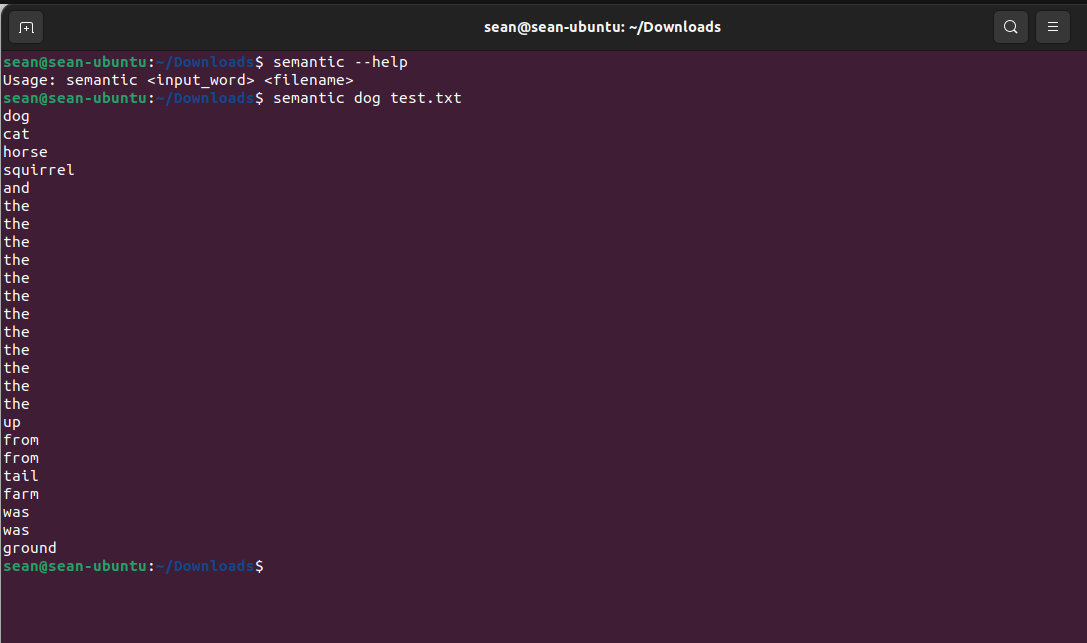 sean@sean-ubuntu: ~/Downloads
sean@sean-ubuntu:~/Downloads$ semantic --help
Usage: semantic <input_word> <filename>
sean@sean-ubuntu:~/Downloads$ semantic dog test.txt
dog
cat
horse
squirrel
and
the
the
the
the
the
the
the
the
the
the
the
the
up
from
from
tail
farm
was
was
ground
sean@sean-ubuntu:~/Downloads$